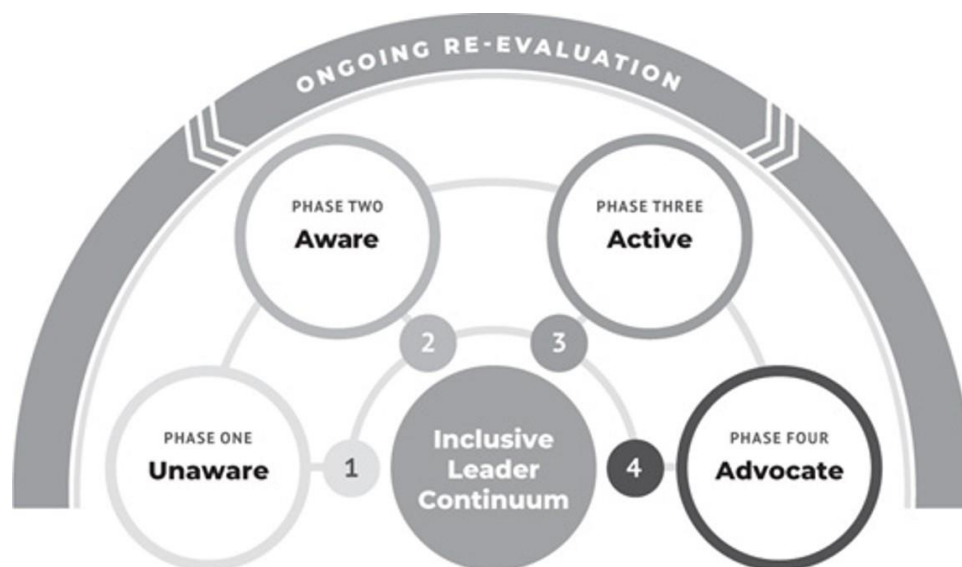 ONGOING RE-EVALUATION
PHASE TWO
Aware
PHASE THREE
Active
2
3
PHASE ONE
Unaware
1
Inclusive
Leader
Continuum
4
PHASE FOUR
Advocate